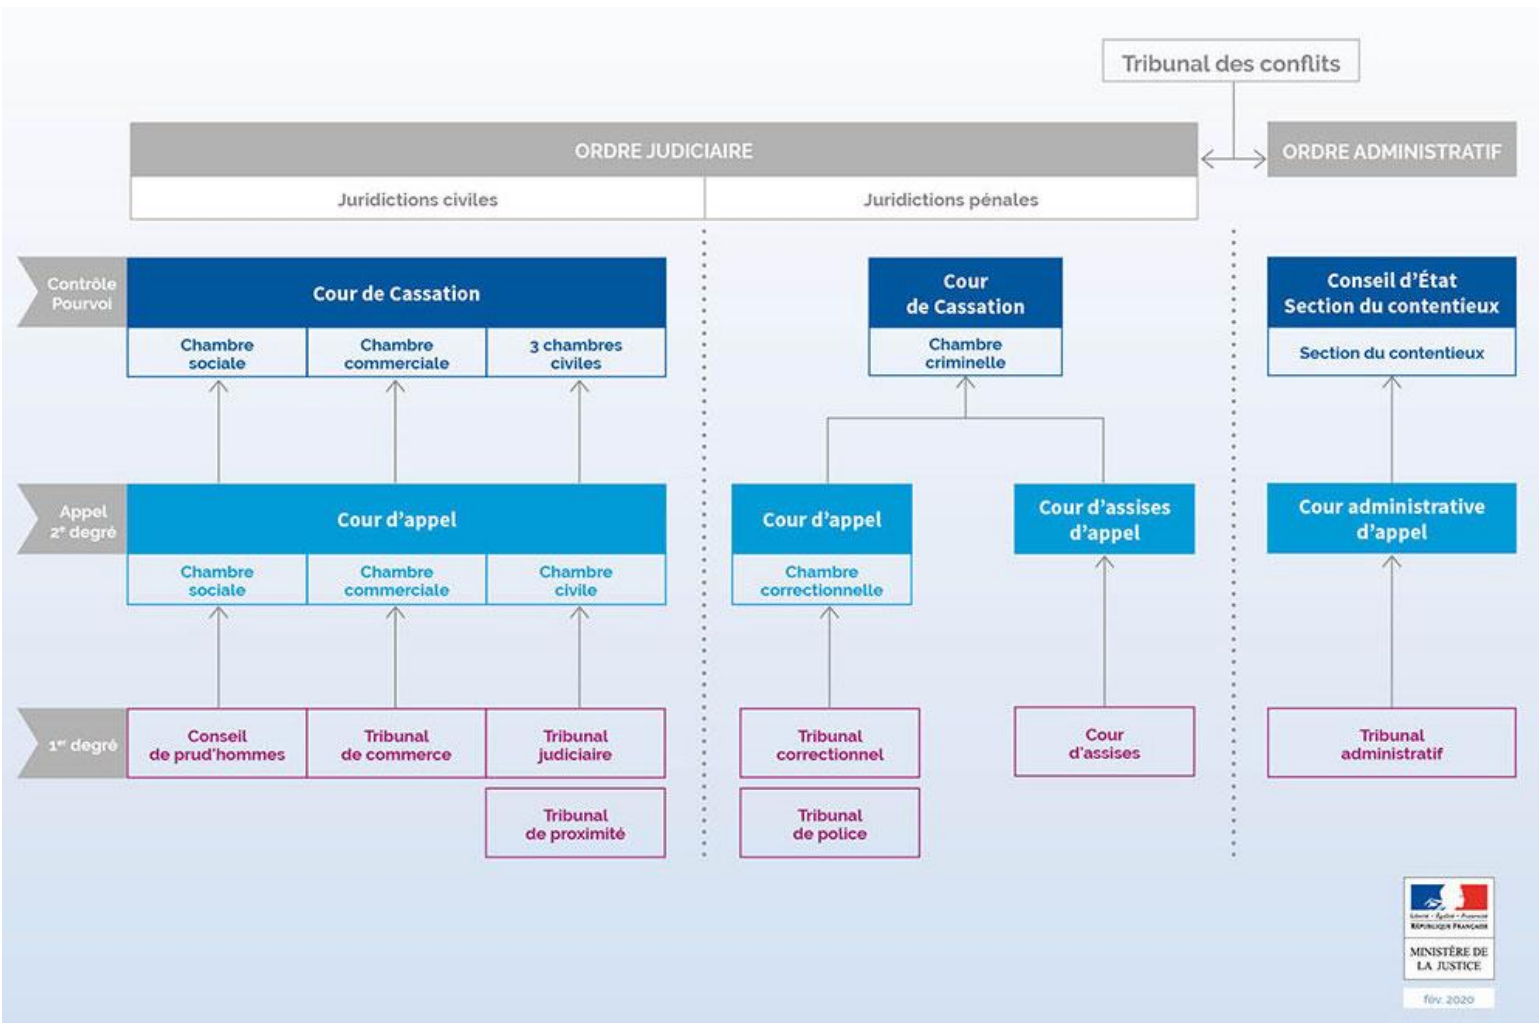 Tribunal des conflits
ORDRE JUDICIAIRE
ORDRE ADMINISTRATIF
Juridictions civiles
Juridictions pénales
Contrôle
Pourvoi
Cour de Cassation
Chambre
sociale
Chambre
commerciale
3 chambres
civiles
Cour
de Cassation
Chambre
criminelle
Conseil d'État
Section du contentieux
Section du contentieux
Appel
2e degré
Cour d'appel
Chambre
sociale
Chambre
commerciale
Chambre
civile
Cour d'appel
Chambre
correctionnelle
Cour d'assises
d'appel
Cour administrative
d'appel
1er degré
Conseil
de prud'hommes
Tribunal
de commerce
Tribunal
judiciaire
Tribunal
de proximité
Tribunal
correctionnel
Tribunal
de police
Cour
d'assises
Tribunal
administratif
Liberté • Égalité • Fraternité
RÉPUBLIQUE FRANÇAISE
MINISTÈRE DE
LA JUSTICE
fév. 2020